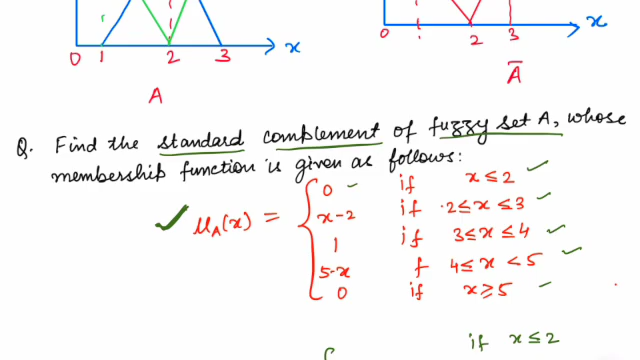 0 1 2 3 x
A
0 1 2 3 x
A̅
Q. Find the standard complement of fuzzy set A, whose
membership function is given as follows:
μ_A(x) =
0 if x ≤ 2
x-2 if 2 ≤ x ≤ 3
1 if 3 ≤ x ≤ 4
5-x f 4 ≤ x < 5
0 if x ≥ 5
if x ≤ 2